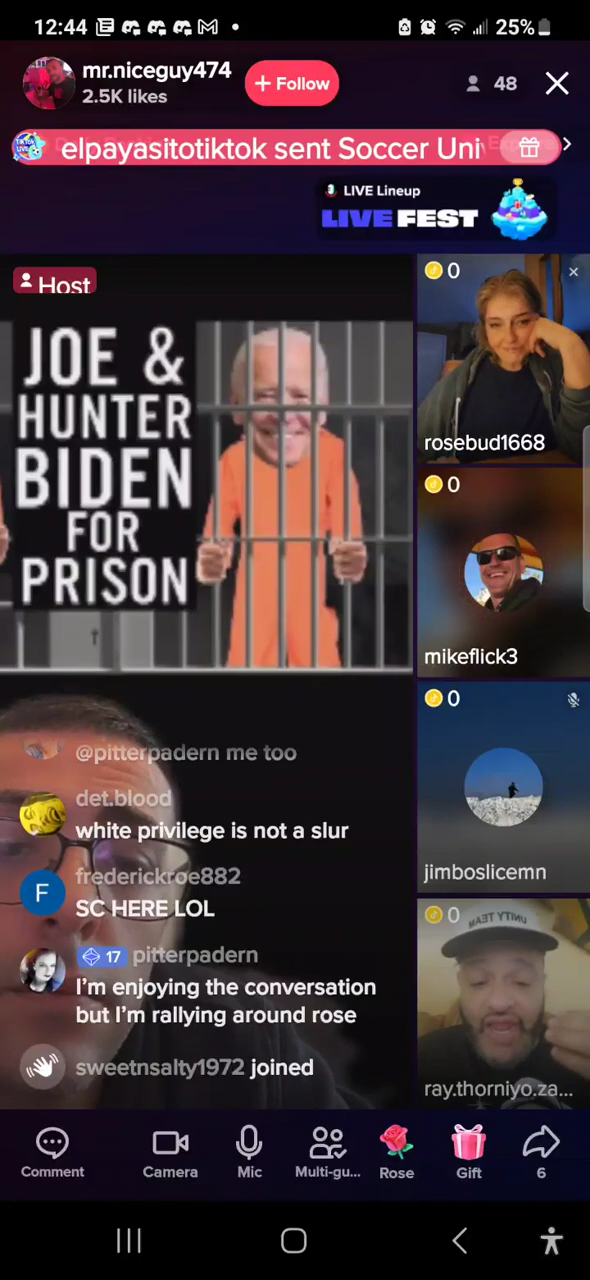 12:44
25%
mr.niceguy474
2.5K likes
+ Follow
48
elpayasitotiktok sent Soccer Uni
LIVE Lineup
LIVE FEST
Host
JOE &
HUNTER
BIDEN
FOR
PRISON
0
rosebud1668
0
mikeflick3
0
jimboslicemn
0
UNITY TEAM
ray.thorniyo.za...
@pitterpadern me too
det.blood
white privilege is not a slur
F
frederickroe882
SC HERE LOL
17 pitterpadern
I'm enjoying the conversation
but I'm rallying around rose
sweetnsalty1972 joined
Comment
Camera
Mic
Multi-gu...
Rose
Gift
6